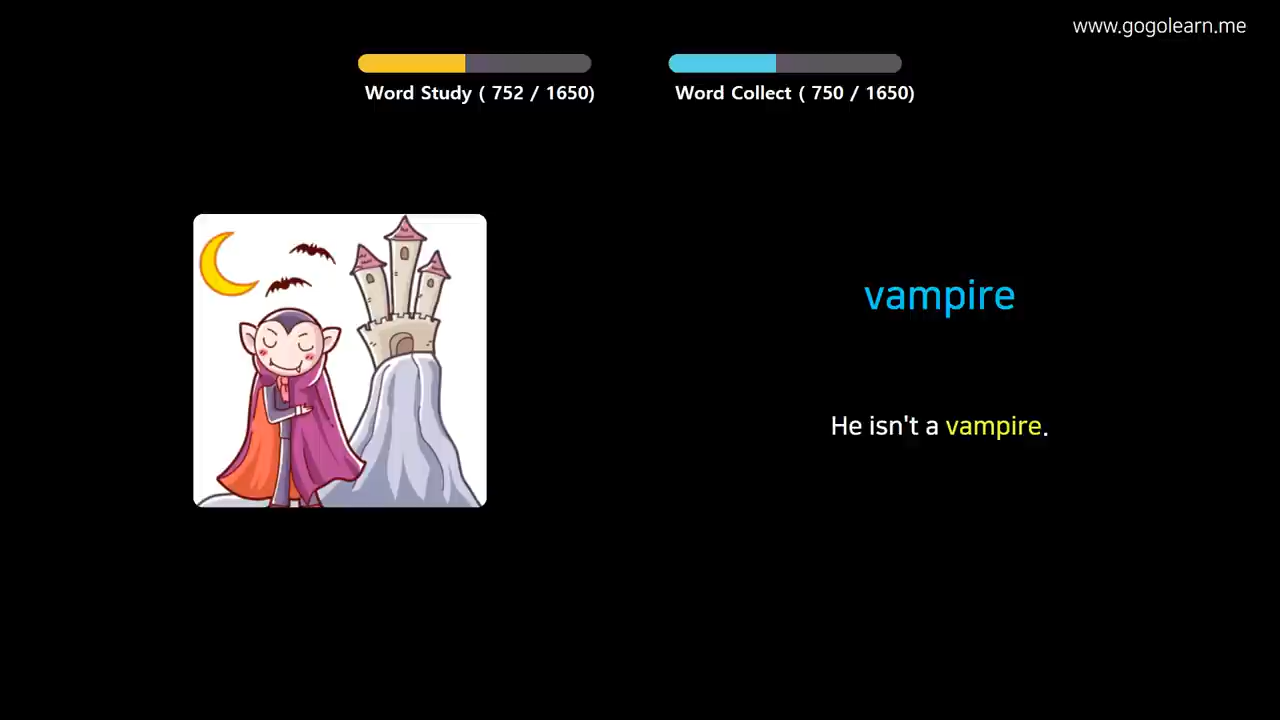 www.gogolearn.me
Word Study ( 752 / 1650)
Word Collect ( 750 / 1650)
vampire
He isn't a vampire.